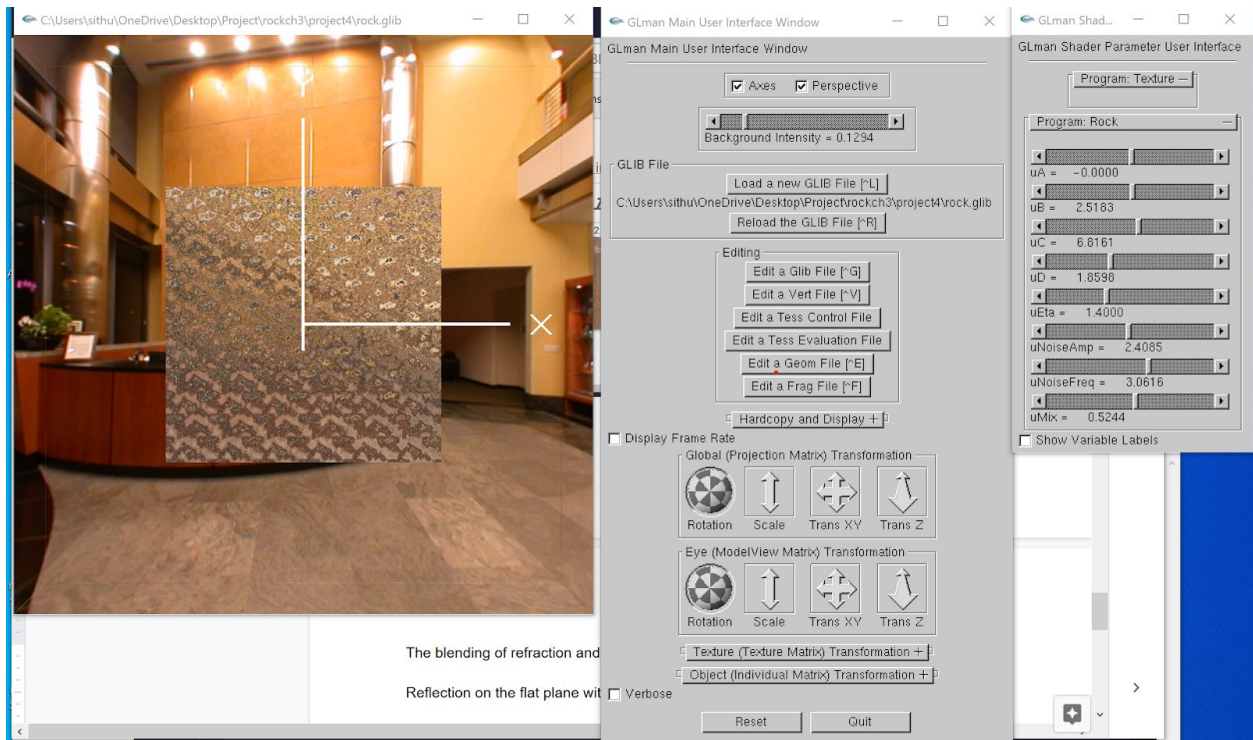 C:\Users\sithu\OneDrive\Desktop\Project\rockch3\project4\rock.glib
X
The blending of refraction and
Reflection on the flat plane wit
GLman Main User Interface Window
GLman Main User Interface Window
Axes Perspective
Background Intensity = 0.1294
GLIB File
Load a new GLIB File [^L]
C:\Users\sithu\OneDrive\Desktop\Project\rockch3\project4\rock.glib
Reload the GLIB File [^R]
Editing
Edit a Glib File [^G]
Edit a Vert File [^V]
Edit a Tess Control File
Edit a Tess Evaluation File
Edit a Geom File [^E]
Edit a Frag File [^F]
Hardcopy and Display +
Display Frame Rate
Global (Projection Matrix) Transformation
Rotation Scale Trans XY Trans Z
Eye (ModelView Matrix) Transformation
Rotation Scale Trans XY Trans Z
Texture (Texture Matrix) Transformation +
Object (Individual Matrix) Transformation +
Verbose
Reset Quit
GLman Shad...
GLman Shader Parameter User Interface
Program: Texture −
Program: Rock −
uA = -0.0000
uB = 2.5183
uC = 6.8161
uD = 1.8598
uEta = 1.4000
uNoiseAmp = 2.4085
uNoiseFreq = 3.0616
uMix = 0.5244
Show Variable Labels